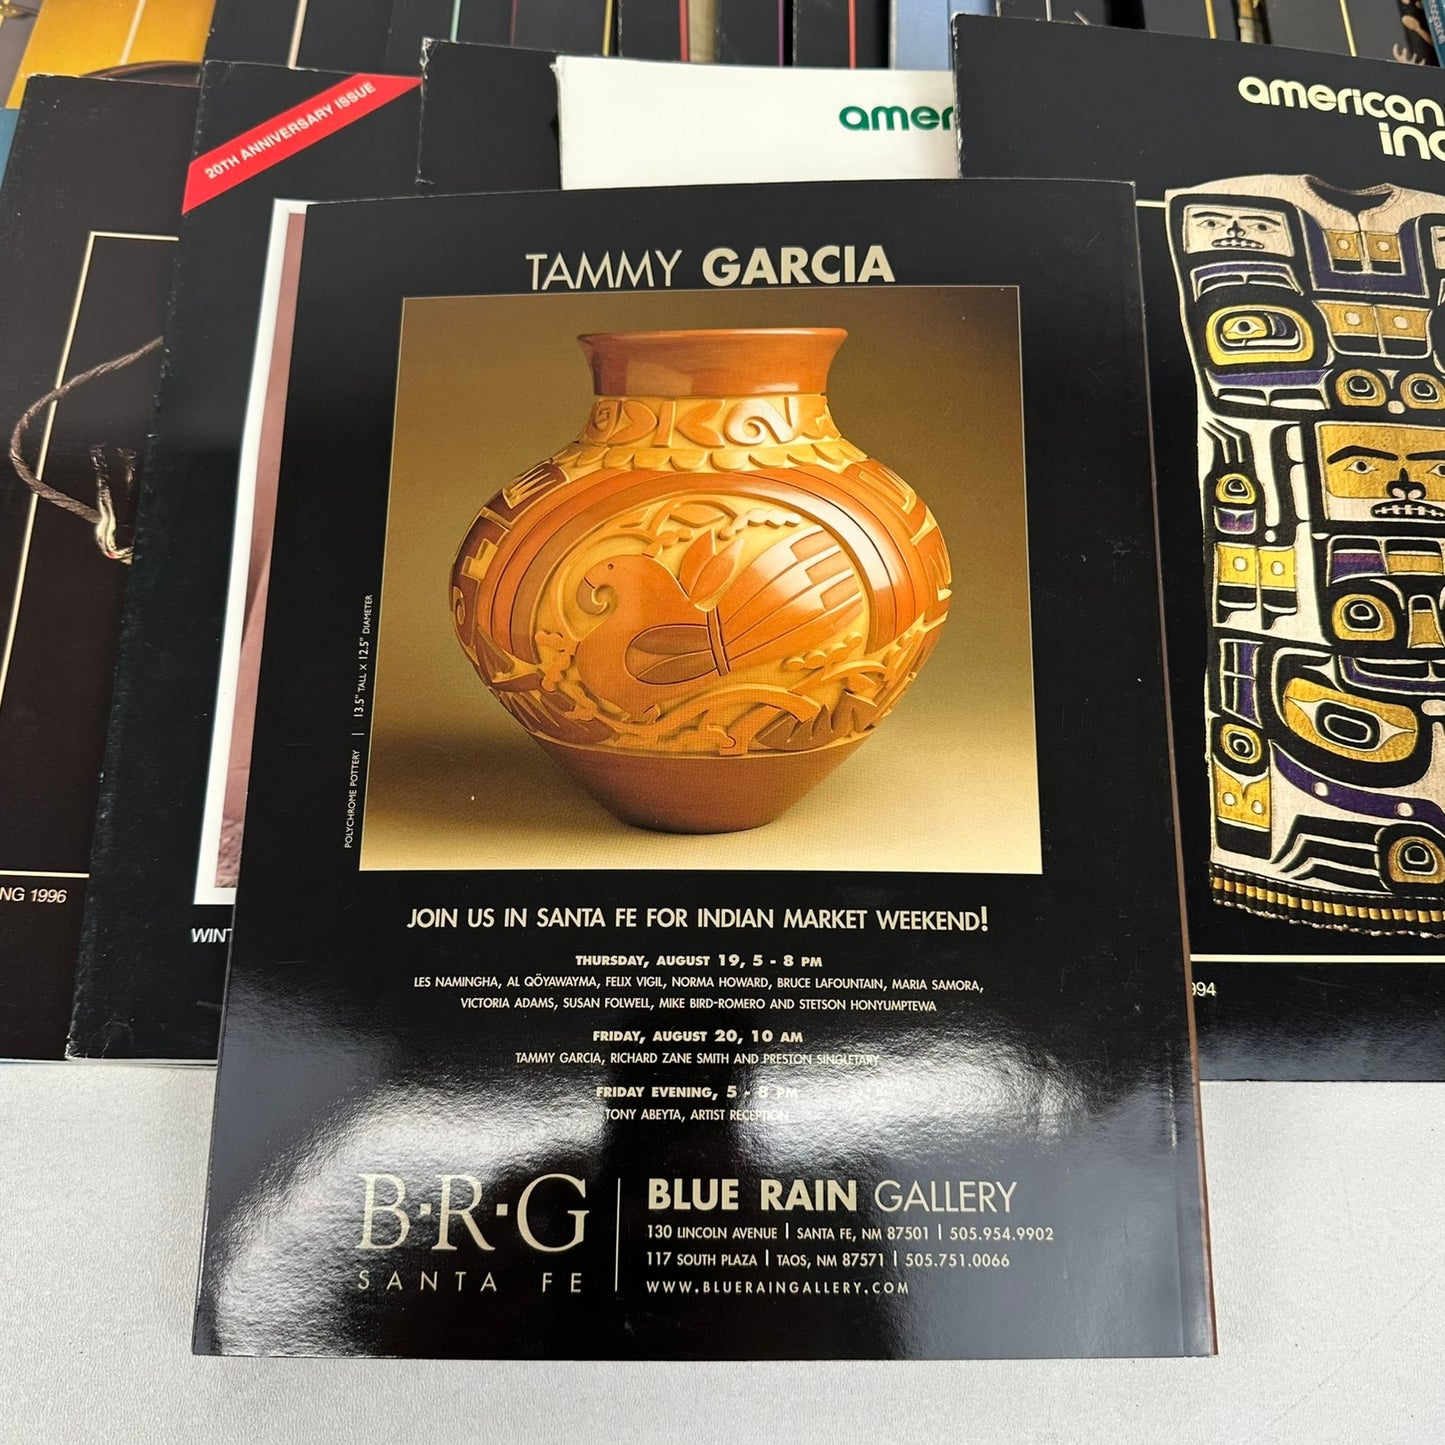 20TH ANNIVERSARY ISSUE
amer
american
ind
TAMMY GARCIA
POLYCHROME POTTERY | 13.5" TALL X 12.5" DIAMETER
NG 1996
WINT
994
JOIN US IN SANTA FE FOR INDIAN MARKET WEEKEND!
THURSDAY, AUGUST 19, 5 - 8 PM
LES NAMINGHA, AL QÖYAWAYMA, FELIX VIGIL, NORMA HOWARD, BRUCE LAFOUNTAIN, MARIA SAMORA,
VICTORIA ADAMS, SUSAN FOLWELL, MIKE BIRD-ROMERO AND STETSON HONYUMPTEWA
FRIDAY, AUGUST 20, 10 AM
TAMMY GARCIA, RICHARD ZANE SMITH AND PRESTON SINGLETARY
FRIDAY EVENING, 5 - 8 PM
TONY ABEYTA, ARTIST RECEPTION
B·R·G
SANTA FE
BLUE RAIN GALLERY
130 LINCOLN AVENUE | SANTA FE, NM 87501 | 505.954.9902
117 SOUTH PLAZA | TAOS, NM 87571 | 505.751.0066
WWW.BLUERAINGALLERY.COM